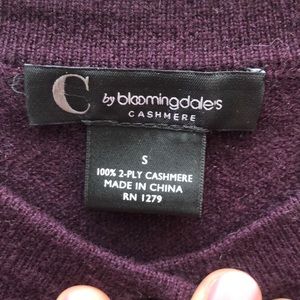 C by bloomingdale's
CASHMERE
S
100% 2-PLY CASHMERE
MADE IN CHINA
RN 1279